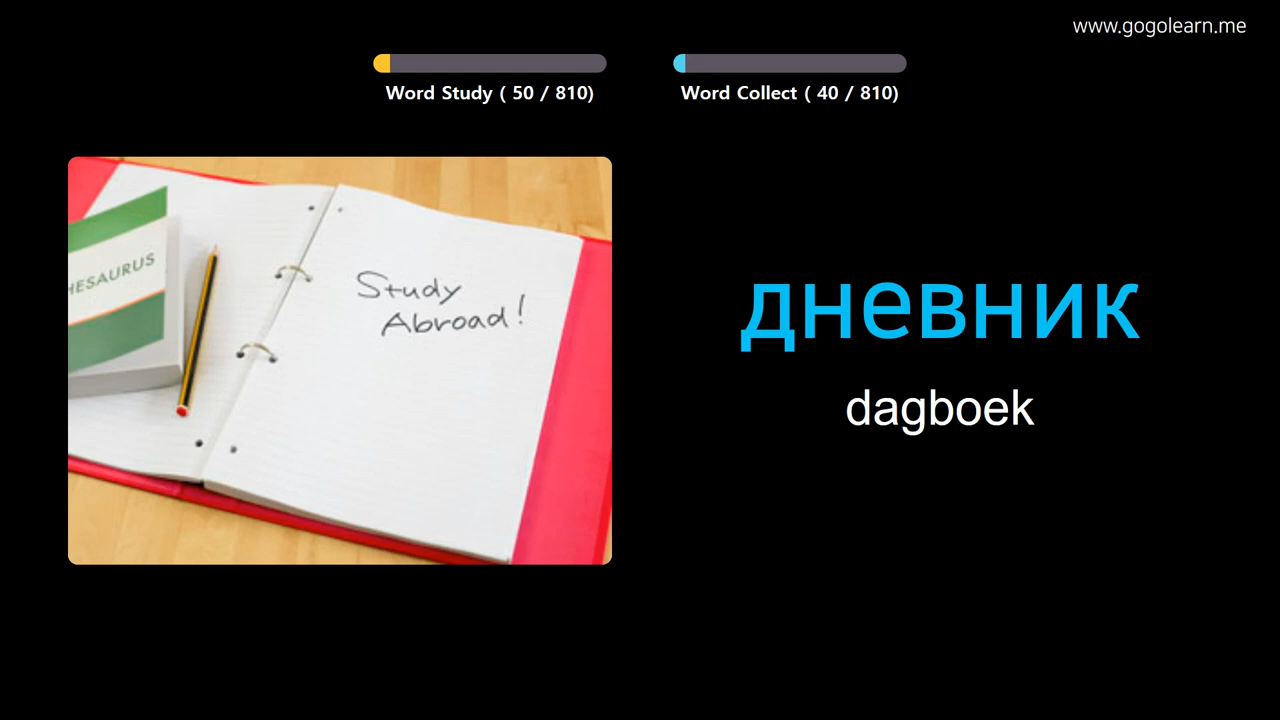 www.gogolearn.me
Word Study ( 50 / 810)
Word Collect ( 40 / 810)
HESAURUS
Study
Abroad!
дневник
dagboek